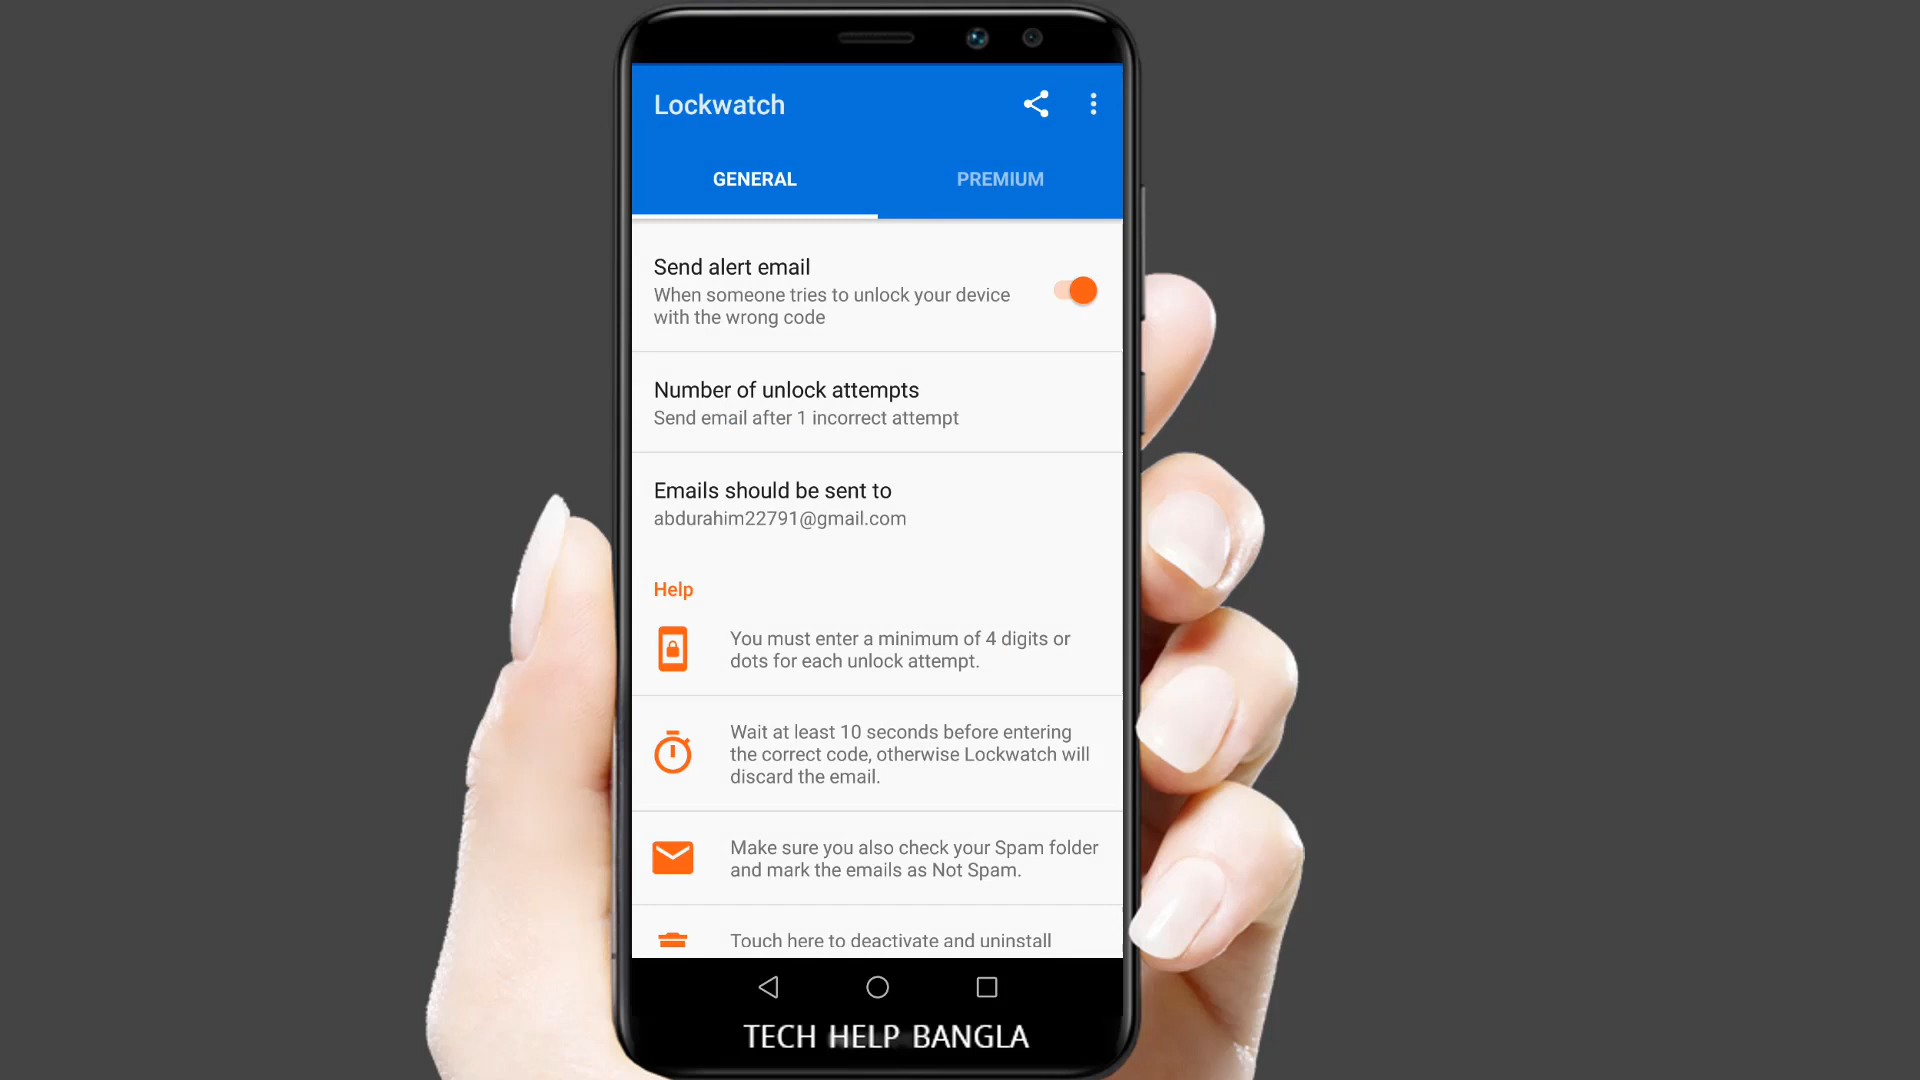 Lockwatch
GENERAL
PREMIUM
Send alert email
When someone tries to unlock your device
with the wrong code
Number of unlock attempts
Send email after 1 incorrect attempt
Emails should be sent to
abdurahim22791@gmail.com
Help
You must enter a minimum of 4 digits or
dots for each unlock attempt.
Wait at least 10 seconds before entering
the correct code, otherwise Lockwatch will
discard the email.
Make sure you also check your Spam folder
and mark the emails as Not Spam.
Touch here to deactivate and uninstall
TECH HELP BANGLA